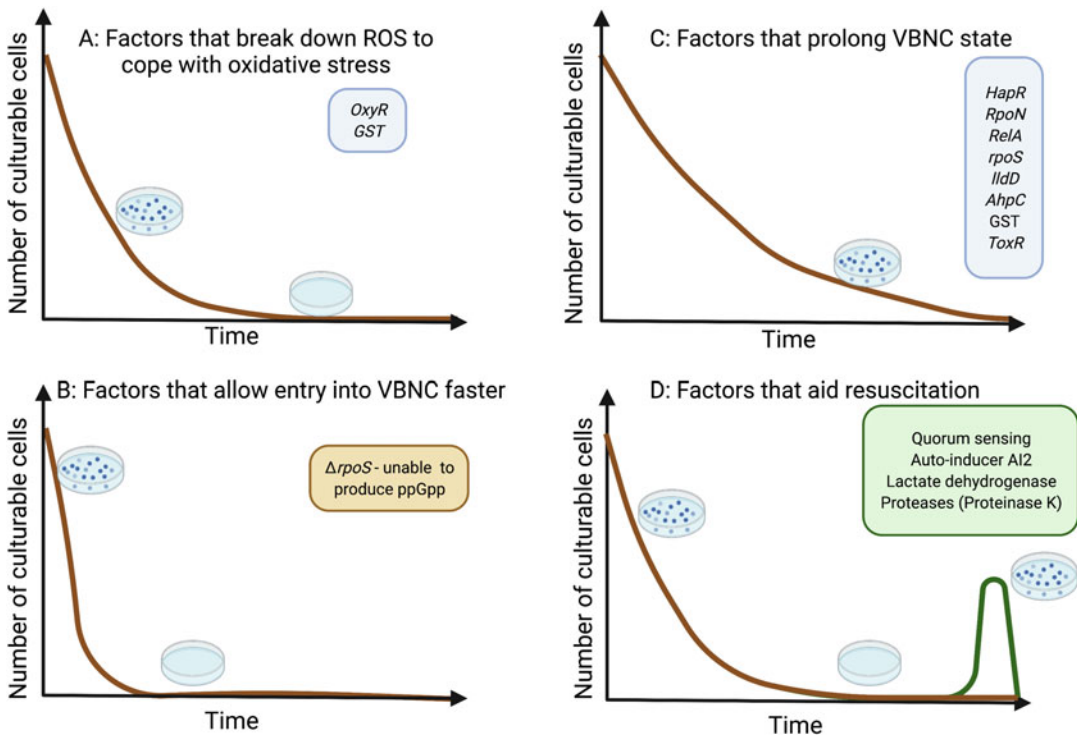 A: Factors that break down ROS to
cope with oxidative stress
OxyR
GST
Number of culturable cells
Time
C: Factors that prolong VBNC state
HapR
RpoN
RelA
rpoS
lldD
AhpC
GST
ToxR
Number of culturable cells
Time
B: Factors that allow entry into VBNC faster
ΔrpoS - unable to
produce ppGpp
Number of culturable cells
Time
D: Factors that aid resuscitation
Quorum sensing
Auto-inducer AI2
Lactate dehydrogenase
Proteases (Proteinase K)
Number of culturable cells
Time